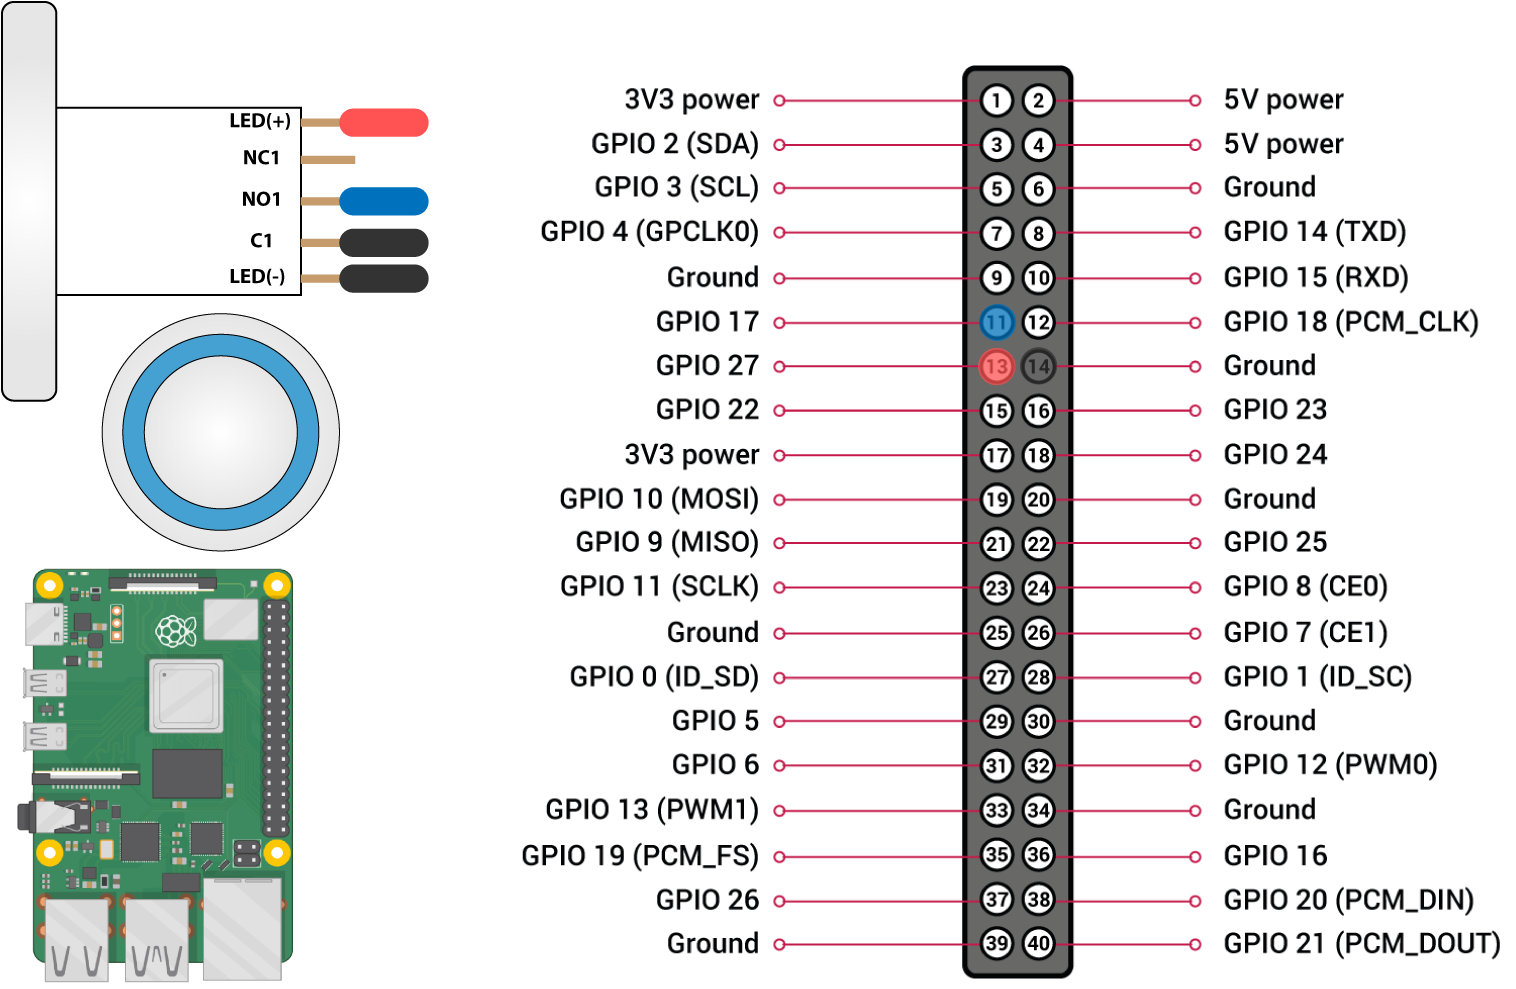 LED(+)
NC1
NO1
C1
LED(-)
3V3 power 1 2 5V power
GPIO 2 (SDA) 3 4 5V power
GPIO 3 (SCL) 5 6 Ground
GPIO 4 (GPCLK0) 7 8 GPIO 14 (TXD)
Ground 9 10 GPIO 15 (RXD)
GPIO 17 11 12 GPIO 18 (PCM_CLK)
GPIO 27 13 14 Ground
GPIO 22 15 16 GPIO 23
3V3 power 17 18 GPIO 24
GPIO 10 (MOSI) 19 20 Ground
GPIO 9 (MISO) 21 22 GPIO 25
GPIO 11 (SCLK) 23 24 GPIO 8 (CE0)
Ground 25 26 GPIO 7 (CE1)
GPIO 0 (ID_SD) 27 28 GPIO 1 (ID_SC)
GPIO 5 29 30 Ground
GPIO 6 31 32 GPIO 12 (PWM0)
GPIO 13 (PWM1) 33 34 Ground
GPIO 19 (PCM_FS) 35 36 GPIO 16
GPIO 26 37 38 GPIO 20 (PCM_DIN)
Ground 39 40 GPIO 21 (PCM_DOUT)